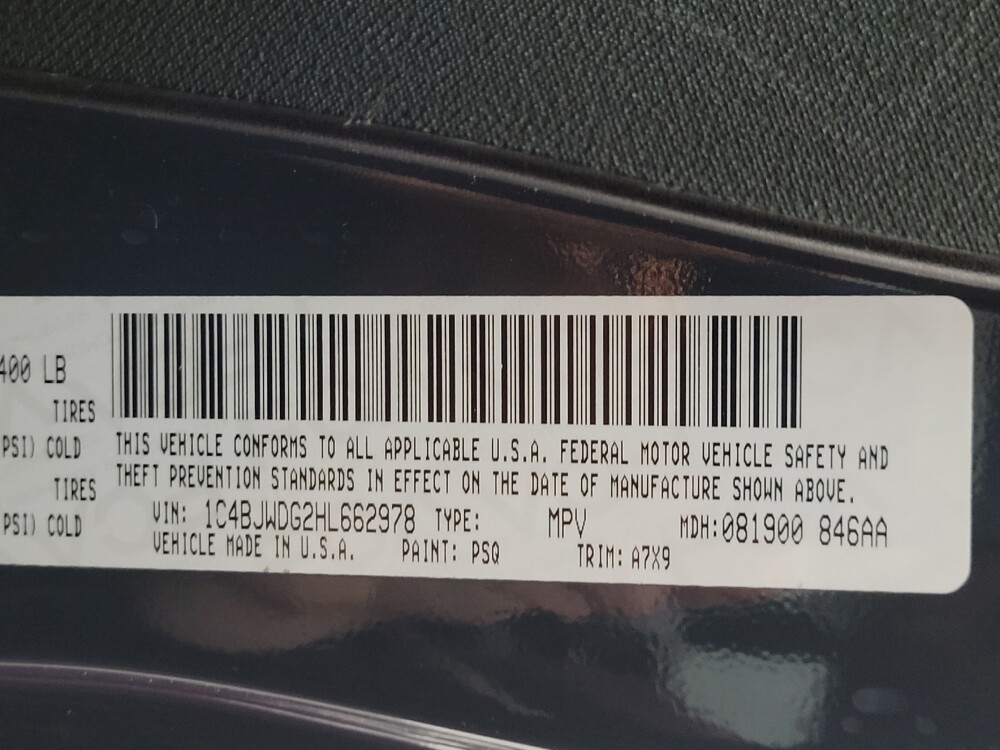 400 LB
TIRES
PSI) COLD
THIS VEHICLE CONFORMS TO ALL APPLICABLE U.S.A. FEDERAL MOTOR VEHICLE SAFETY AND
THEFT PREVENTION STANDARDS IN EFFECT ON THE DATE OF MANUFACTURE SHOWN ABOVE.
TIRES
PSI) COLD
VIN: 1C4BJWDG2HL662978 TYPE: MPV MDH:081900 846AA
VEHICLE MADE IN U.S.A. PAINT: PSQ TRIM: A7X9